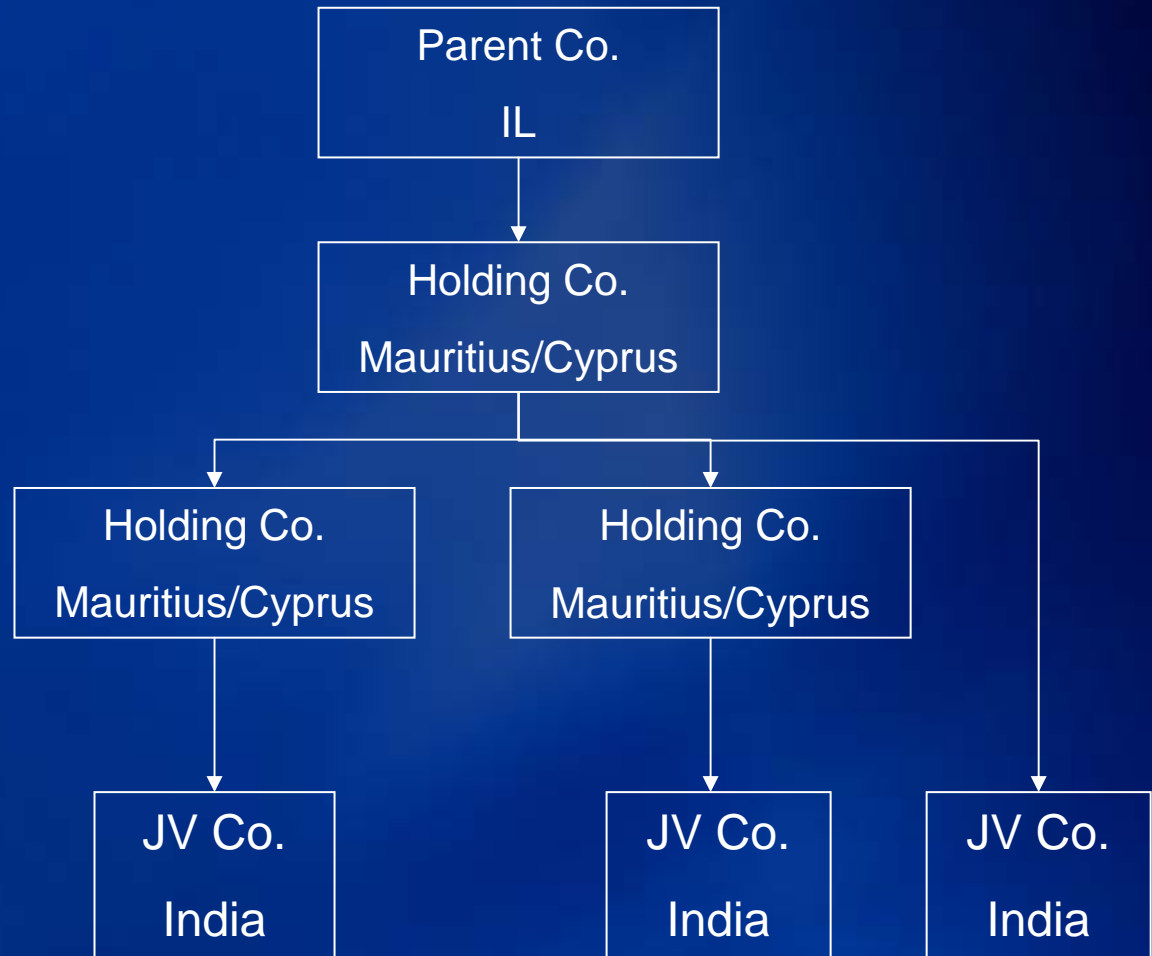 Parent Co.
IL
Holding Co.
Mauritius/Cyprus
Holding Co.
Mauritius/Cyprus
Holding Co.
Mauritius/Cyprus
JV Co.
India
JV Co.
India
JV Co.
India